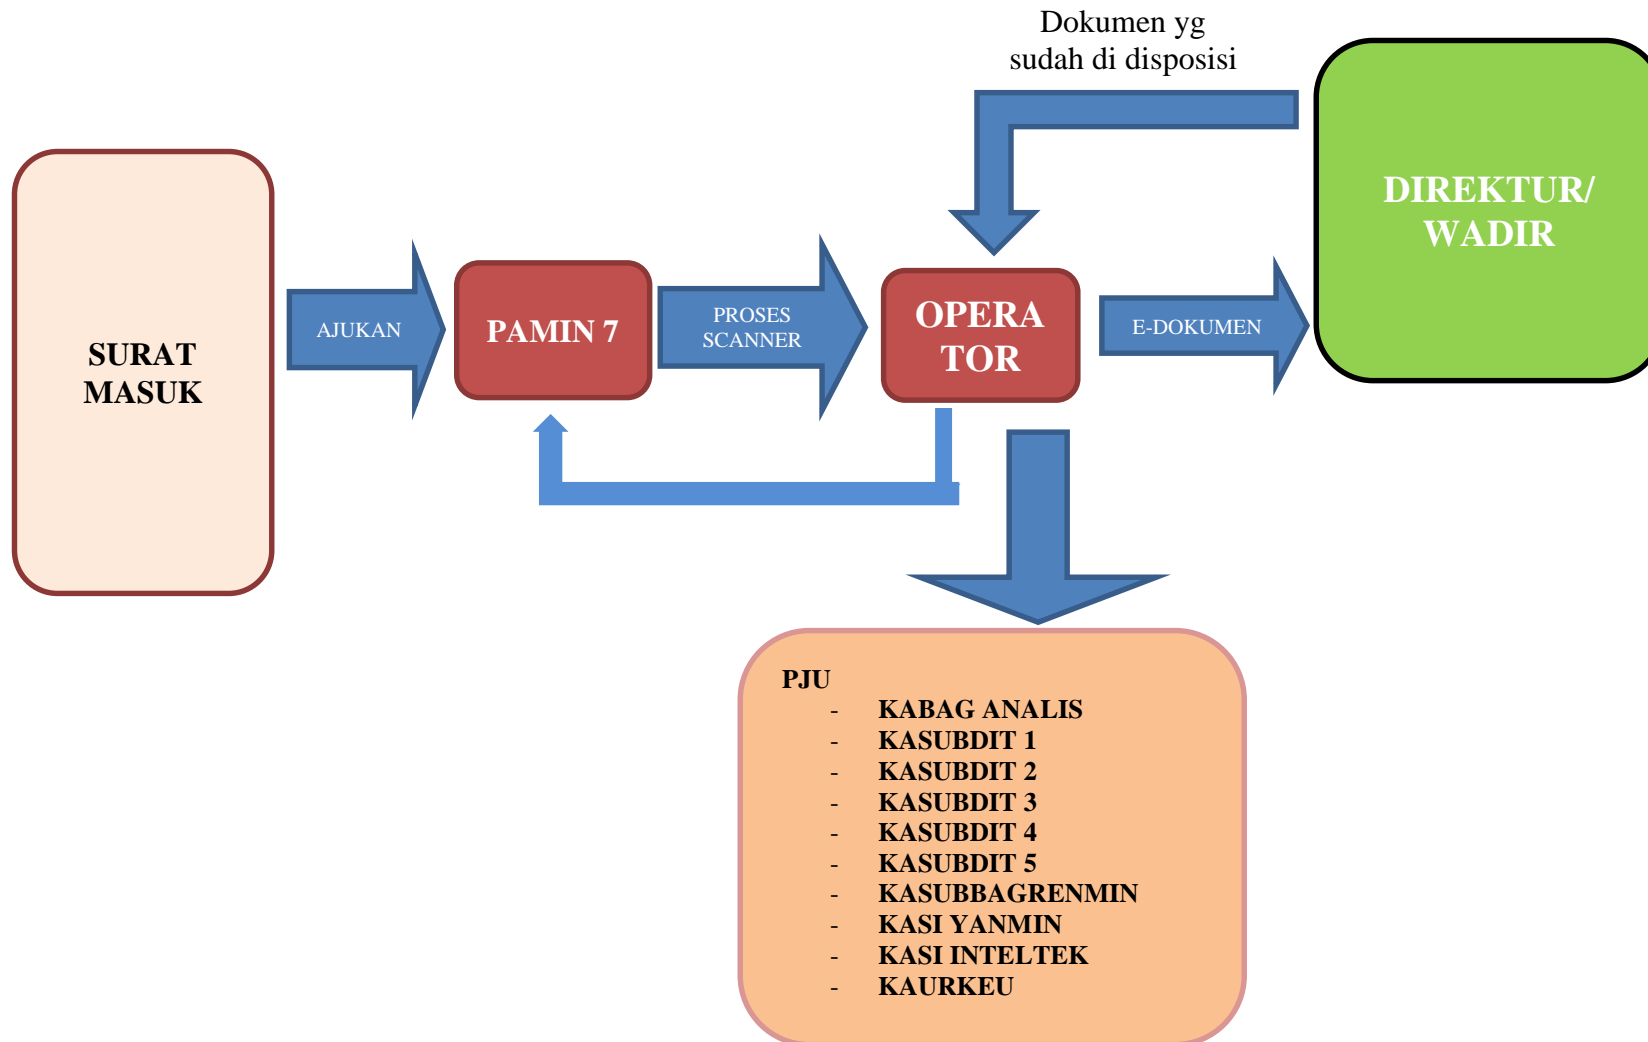 Dokumen yg
sudah di disposisi
DIREKTUR/
WADIR
SURAT
MASUK
AJUKAN
PAMIN 7
PROSES
SCANNER
OPERA
TOR
E-DOKUMEN
PJU
- KABAG ANALIS
- KASUBDIT 1
- KASUBDIT 2
- KASUBDIT 3
- KASUBDIT 4
- KASUBDIT 5
- KASUBBAGRENMIN
- KASI YANMIN
- KASI INTELTEK
- KAURKEU